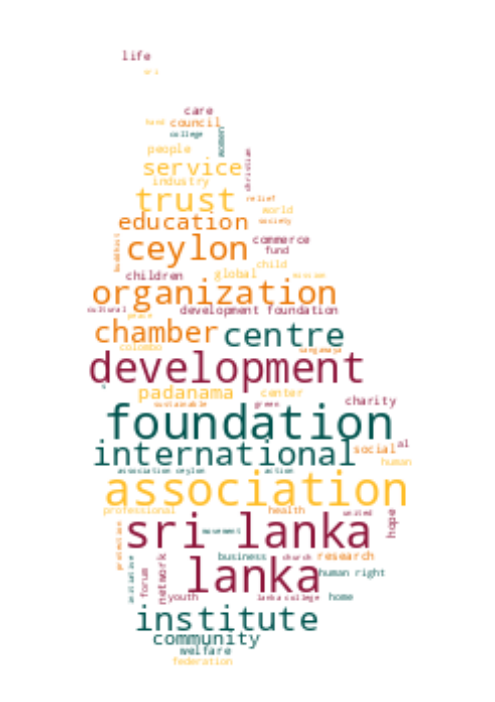 life
sri
care
hand council
college
women
people
christian
service
industry
trust
relief
world
education
society
buddhist
ceylon
commerce
fund
child
children
global
mission
organization
cultural
development foundation
peace
chamber
centre
colombo
sangamaya
development
padanama
center
sustainable
green
charity
foundation
international
social
al
human
association ceylon
action
association
professional
health
united
hope
sri lanka
movement
protection
business
church
research
lanka
human right
initiative
forum
network
youth
lanka college
home
institute
community
welfare
federation